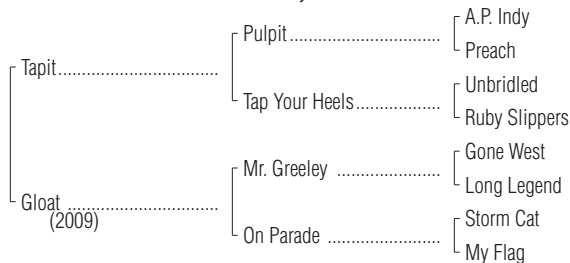 A.P. Indy
Pulpit
Preach
Tapit
Unbridled
Tap Your Heels
Ruby Slippers
Gone West
Mr. Greeley
Long Legend
Gloat
(2009)
Storm Cat
On Parade
My Flag